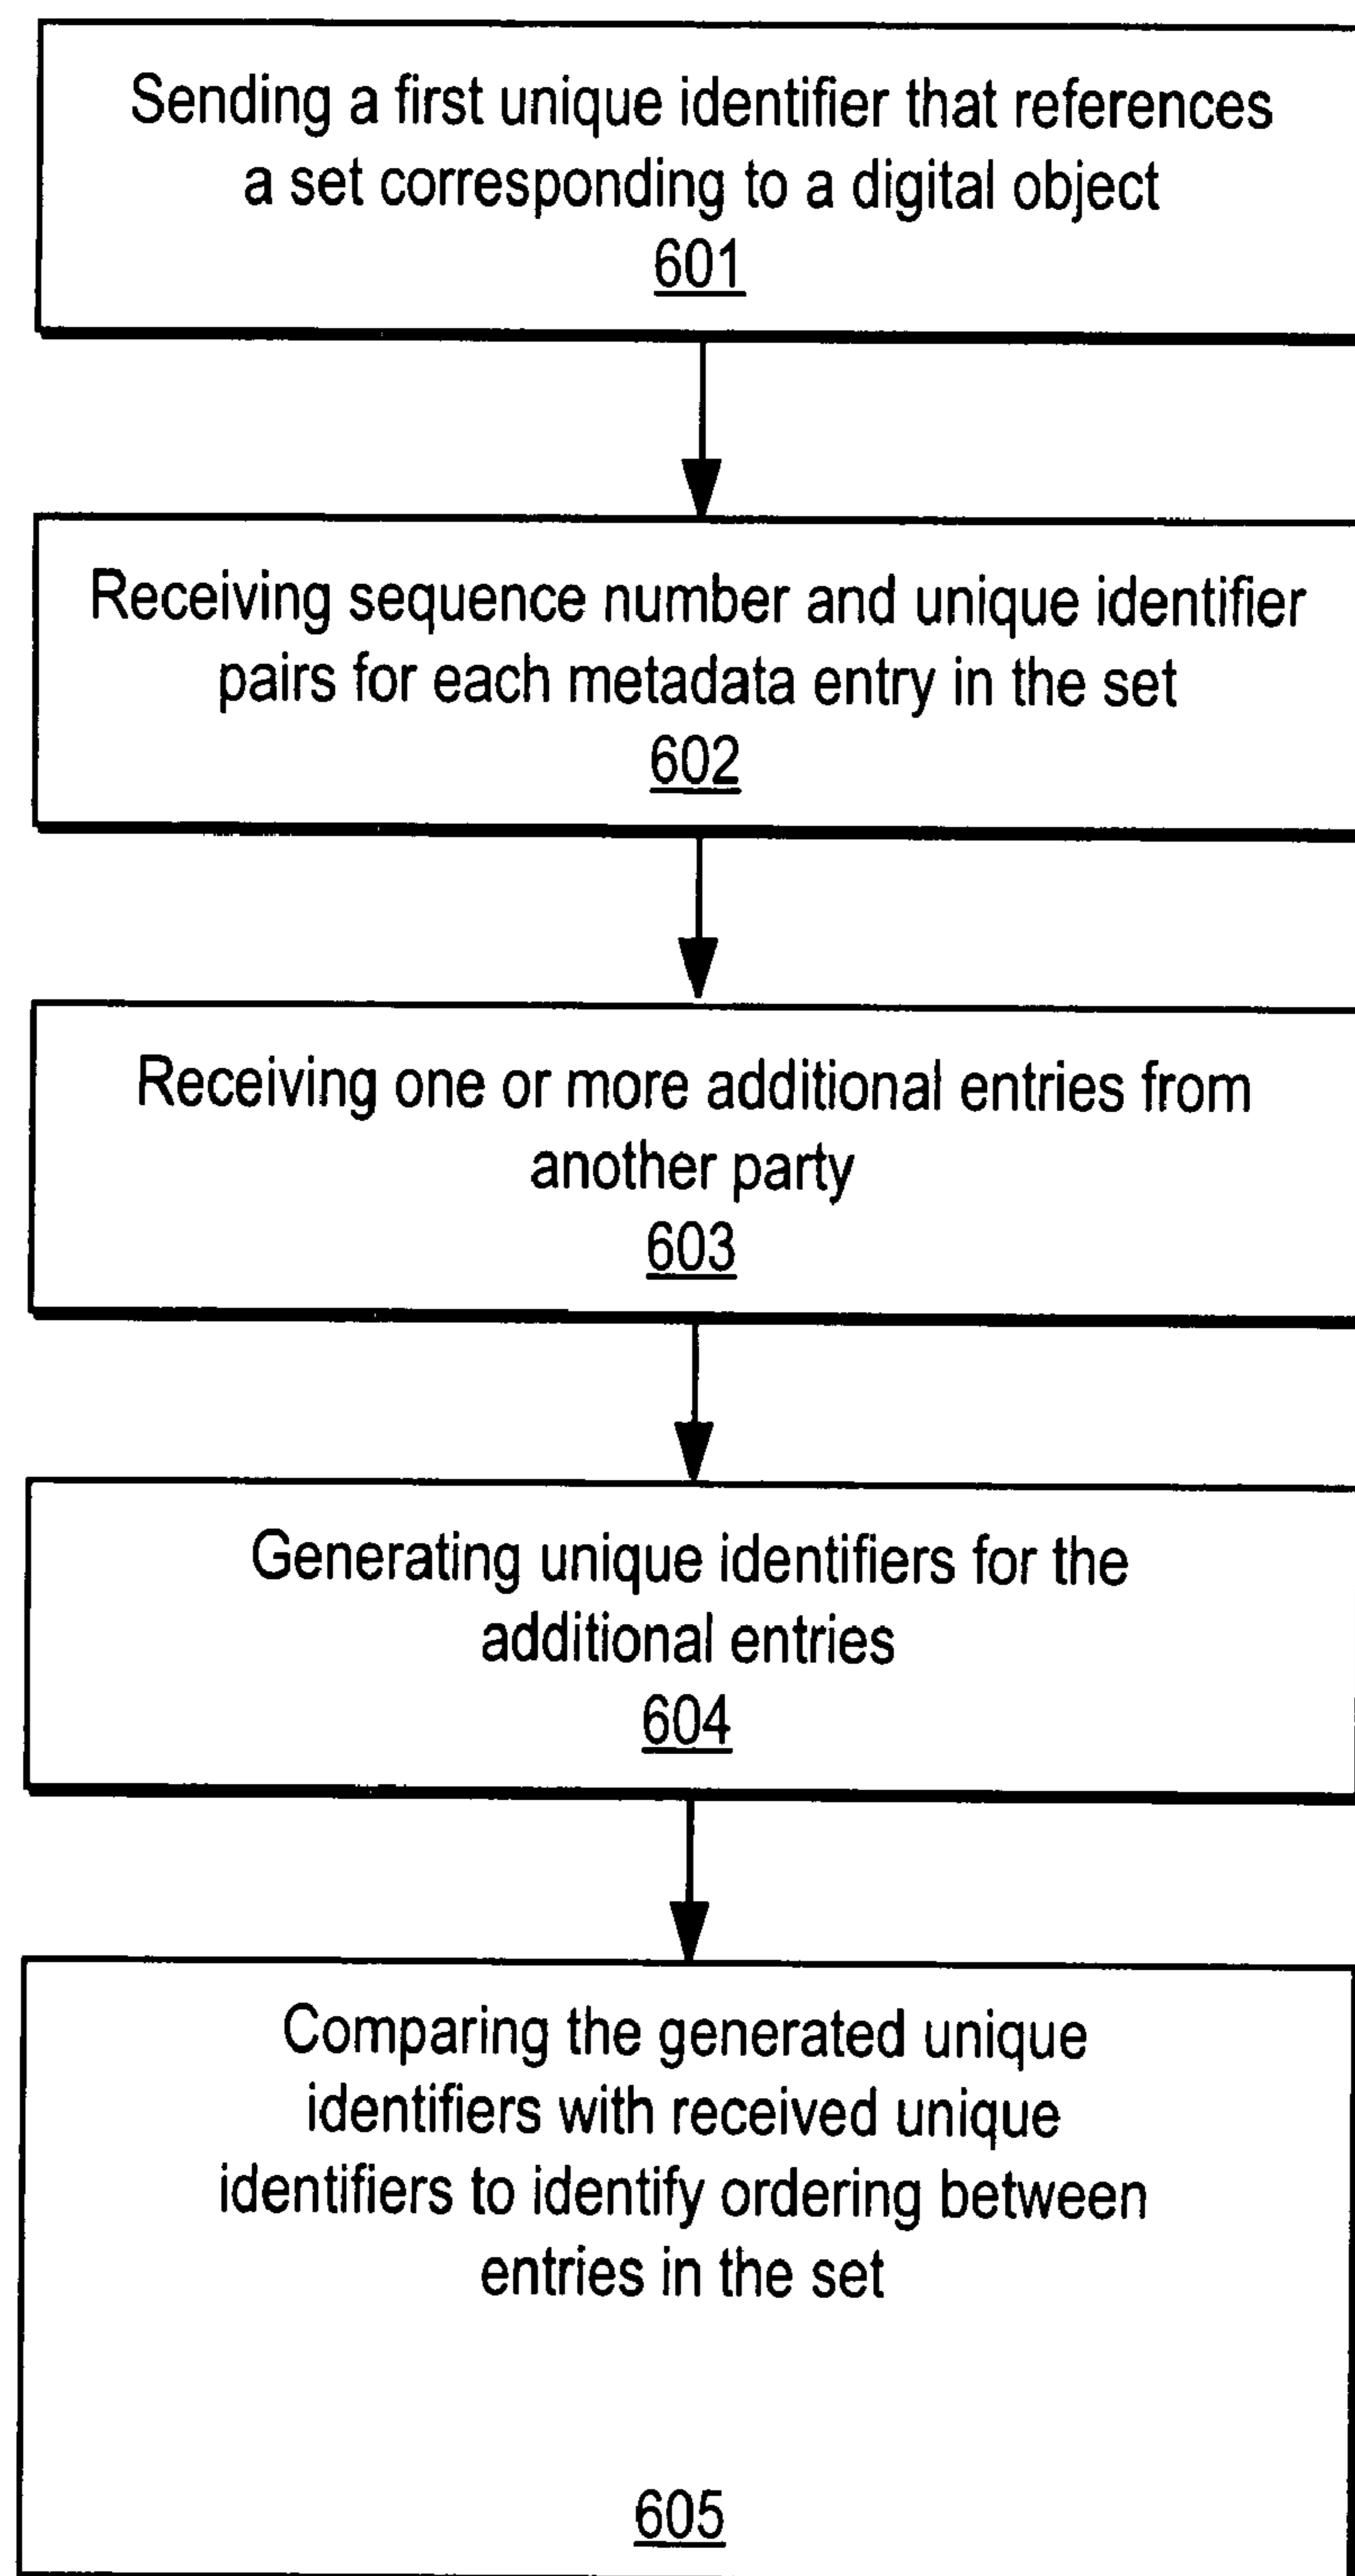 Sending a first unique identifier that references
a set corresponding to a digital object
601
Receiving sequence number and unique identifier
pairs for each metadata entry in the set
602
Receiving one or more additional entries from
another party
603
Generating unique identifiers for the
additional entries
604
Comparing the generated unique
identifiers with received unique
identifiers to identify ordering between
entries in the set
605